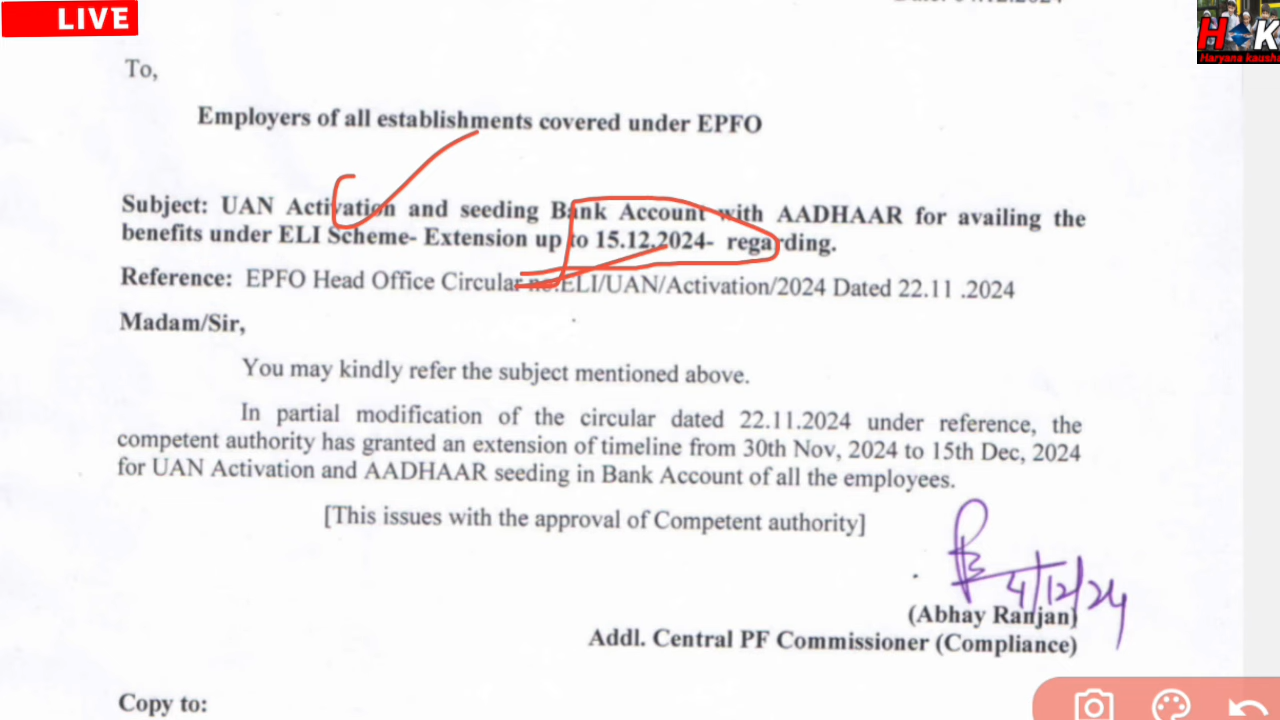 LIVE
H K
Haryana kausha
To,
Employers of all establishments covered under EPFO
Subject: UAN Activation and seeding Bank Account with AADHAAR for availing the
benefits under ELI Scheme- Extension up to 15.12.2024- regarding.
Reference: EPFO Head Office Circular no.ELI/UAN/Activation/2024 Dated 22.11 .2024
Madam/Sir,
You may kindly refer the subject mentioned above.
In partial modification of the circular dated 22.11.2024 under reference, the
competent authority has granted an extension of timeline from 30th Nov, 2024 to 15th Dec, 2024
for UAN Activation and AADHAAR seeding in Bank Account of all the employees.
[This issues with the approval of Competent authority]
4/12/24
(Abhay Ranjan)
Addl. Central PF Commissioner (Compliance)
Copy to: